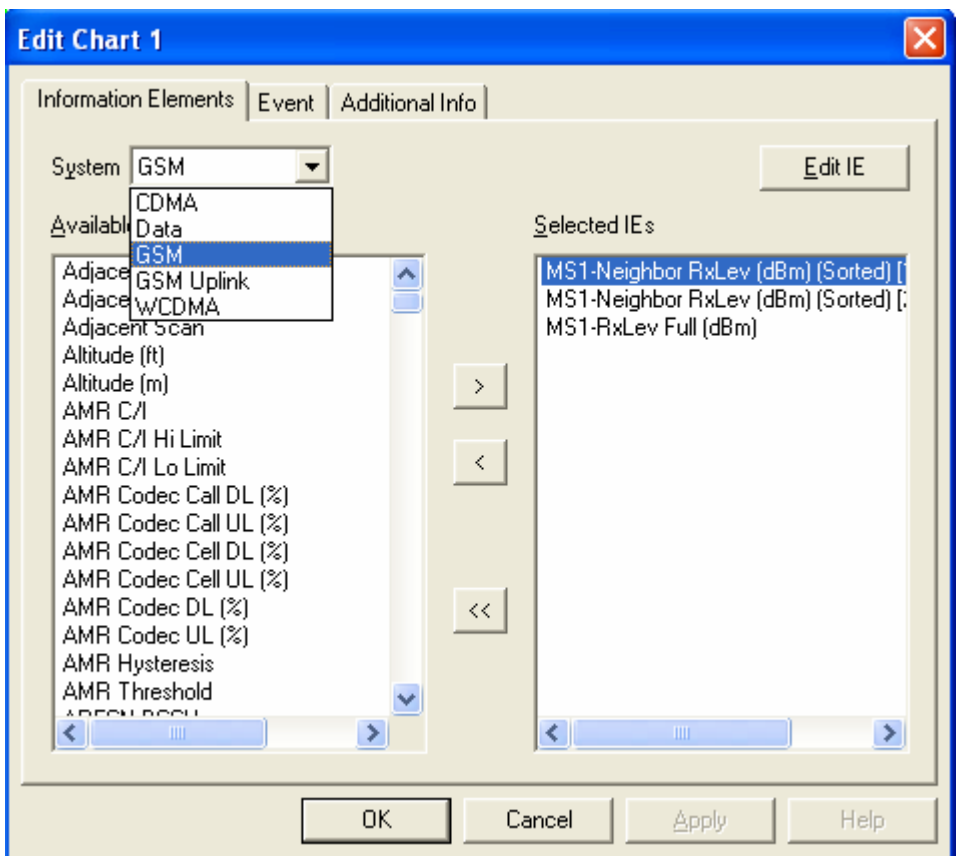 Edit Chart 1
Information Elements
Event
Additional Info
System
GSM
Edit IE
CDMA
Data
GSM
GSM Uplink
WCDMA
Selected IEs
Adjacent Scan
Altitude (ft)
Altitude (m)
AMR C/I
AMR C/I Hi Limit
AMR C/I Lo Limit
AMR Codec Call DL (%)
AMR Codec Call UL (%)
AMR Codec Cell DL (%)
AMR Codec Cell UL (%)
AMR Codec DL (%)
AMR Codec UL (%)
AMR Hysteresis
AMR Threshold
>
<
<<
MS1-Neighbor RxLev (dBm) (Sorted)
MS1-Neighbor RxLev (dBm) (Sorted)
MS1-RxLev Full (dBm)
OK
Cancel
Apply
Help